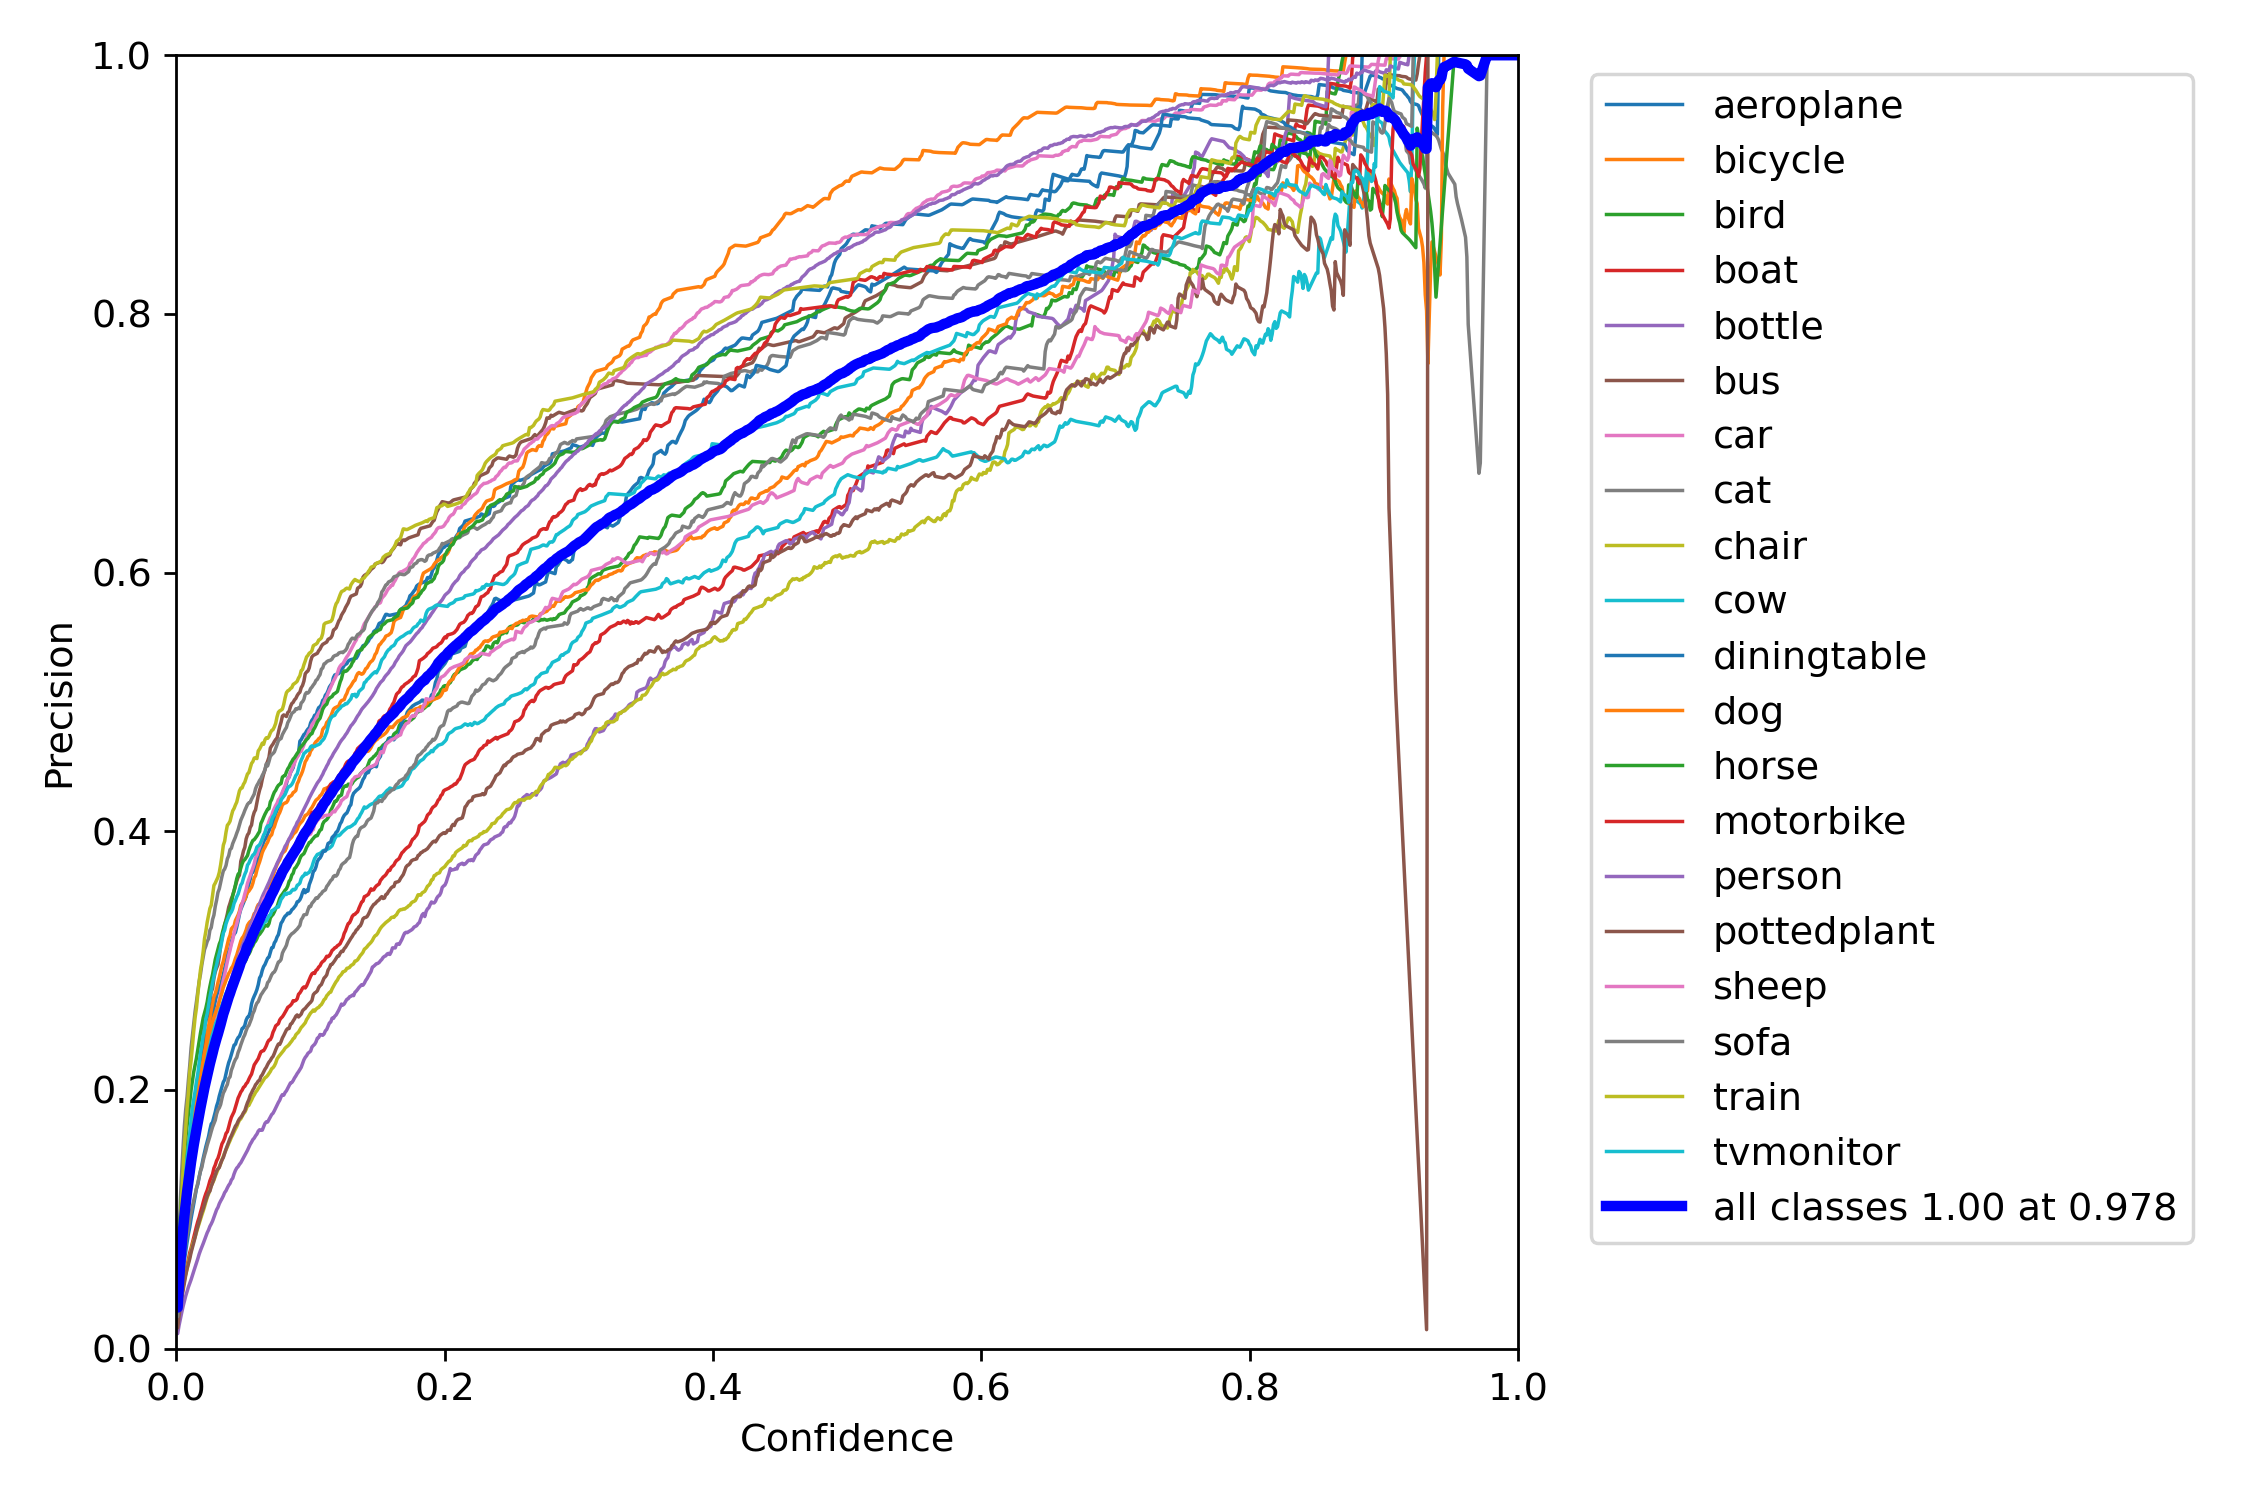 1.0
0.8
0.6
0.4
0.2
0.0
Precision
0.0 0.2 0.4 0.6 0.8 1.0
Confidence
aeroplane
bicycle
bird
boat
bottle
bus
car
cat
chair
cow
diningtable
dog
horse
motorbike
person
pottedplant
sheep
sofa
train
tvmonitor
all classes 1.00 at 0.978